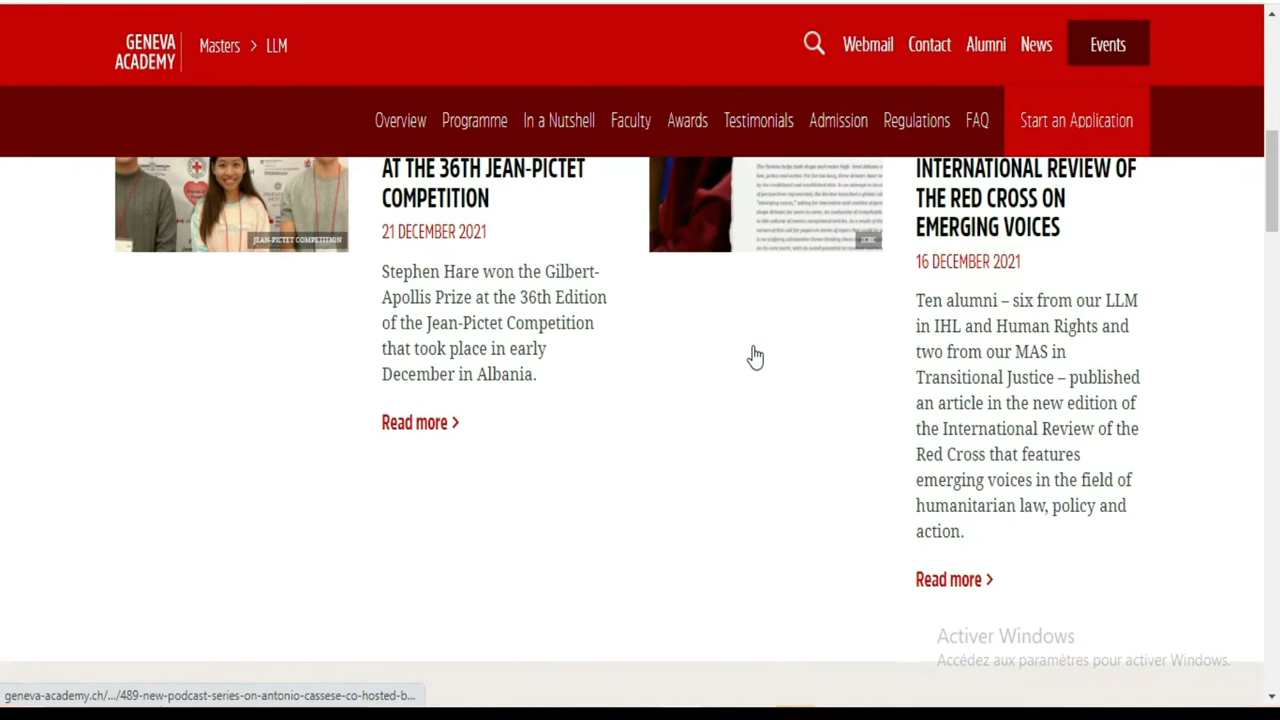 GENEVA
ACADEMY
Masters > LLM
Webmail Contact Alumni News Events
Overview Programme In a Nutshell Faculty Awards Testimonials Admission Regulations FAQ Start an Application
JEAN-PICTET COMPETITION
AT THE 36TH JEAN-PICTET
COMPETITION
21 DECEMBER 2021
Stephen Hare won the Gilbert-
Apollis Prize at the 36th Edition
of the Jean-Pictet Competition
that took place in early
December in Albania.
Read more >
INTERNATIONAL REVIEW OF
THE RED CROSS ON
EMERGING VOICES
16 DECEMBER 2021
Ten alumni – six from our LLM
in IHL and Human Rights and
two from our MAS in
Transitional Justice – published
an article in the new edition of
the International Review of the
Red Cross that features
emerging voices in the field of
humanitarian law, policy and
action.
Read more >
Activer Windows
Accédez aux paramètres pour activer Windows.
geneva-academy.ch/.../489-new-podcast-series-on-antonio-cassese-co-hosted-b...